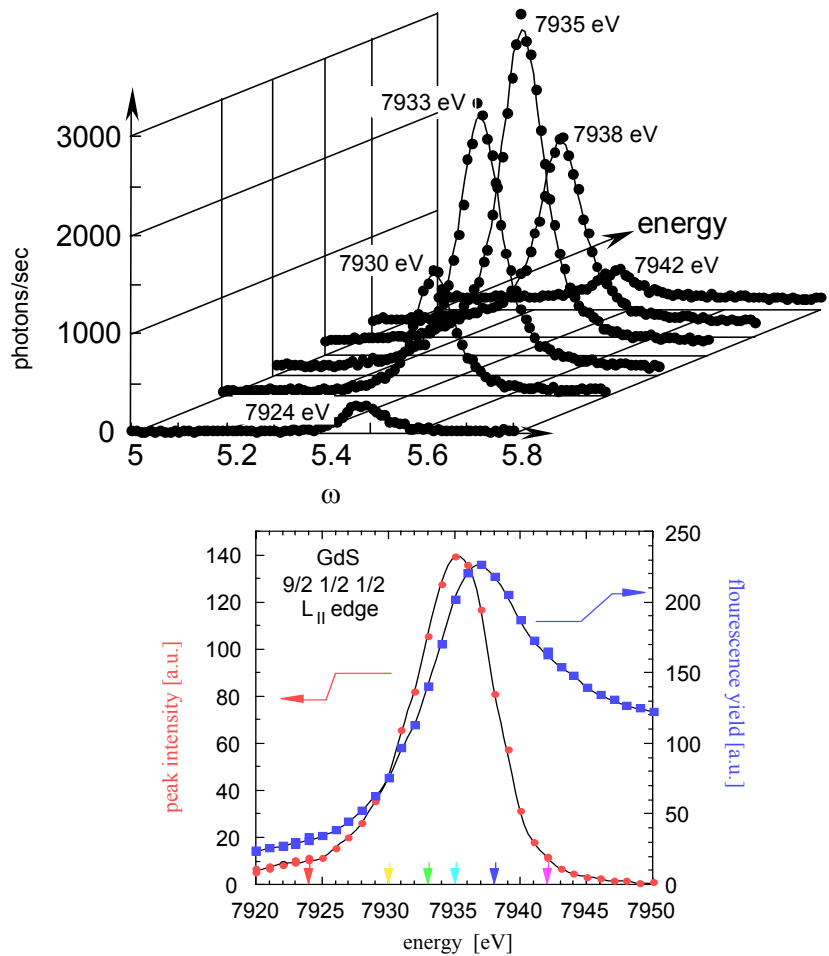 7935 eV
7933 eV
7938 eV
3000
2000
1000
0
photons/sec
energy
7930 eV
7942 eV
7924 eV
5 5.2 5.4 5.6 5.8
ω
GdS
9/2 1/2 1/2
L II edge
140
120
100
80
60
40
20
0
peak intensity [a.u.]
250
200
150
100
50
0
flourescence yield [a.u.]
7920 7925 7930 7935 7940 7945 7950
energy [eV]